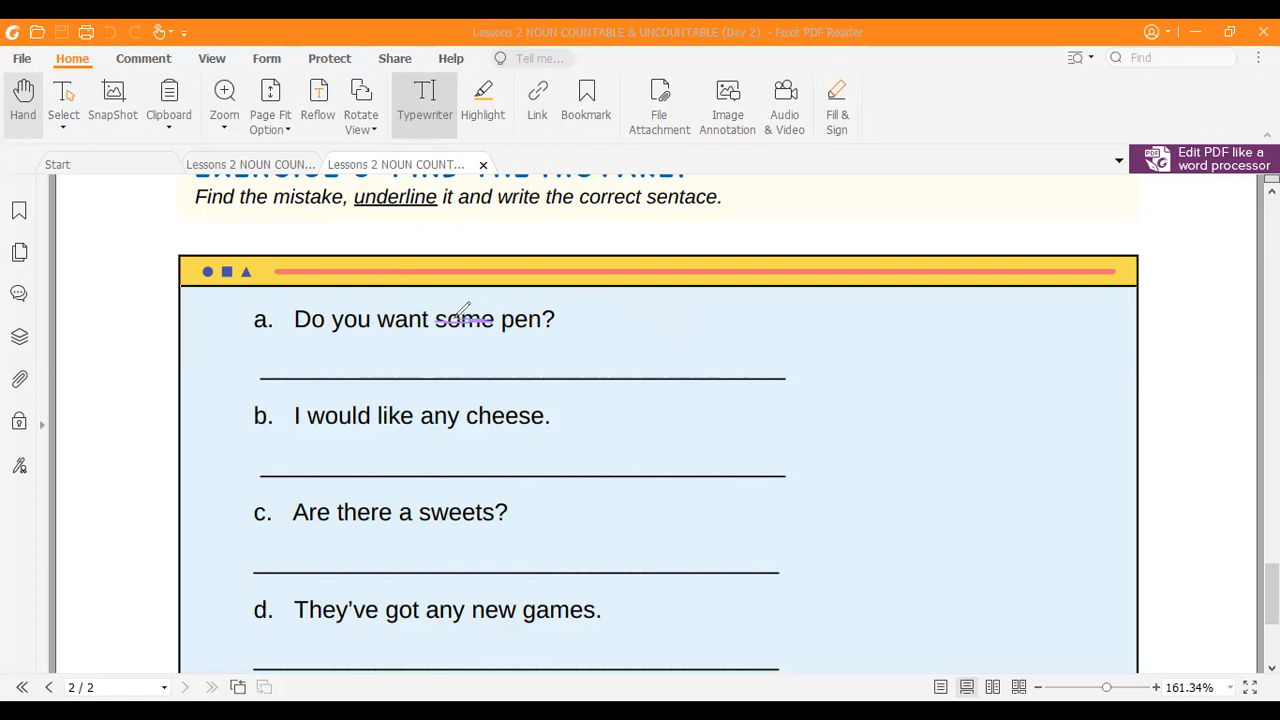 Lessons 2 NOUN COUNTABLE & UNCOUNTABLE (Day 2) - Foxit PDF Reader
File Home Comment View Form Protect Share Help Tell me... Find
Hand Select SnapShot Clipboard Zoom Page Fit Option Reflow Rotate View Typewriter Highlight Link Bookmark File Attachment Image Annotation Audio & Video Fill & Sign
Start Lessons 2 NOUN COUN... Lessons 2 NOUN COUNT... Edit PDF like a word processor
Find the mistake, underline it and write the correct sentace.
a. Do you want some pen?
b. I would like any cheese.
c. Are there a sweets?
d. They've got any new games.
2 / 2 161.34%